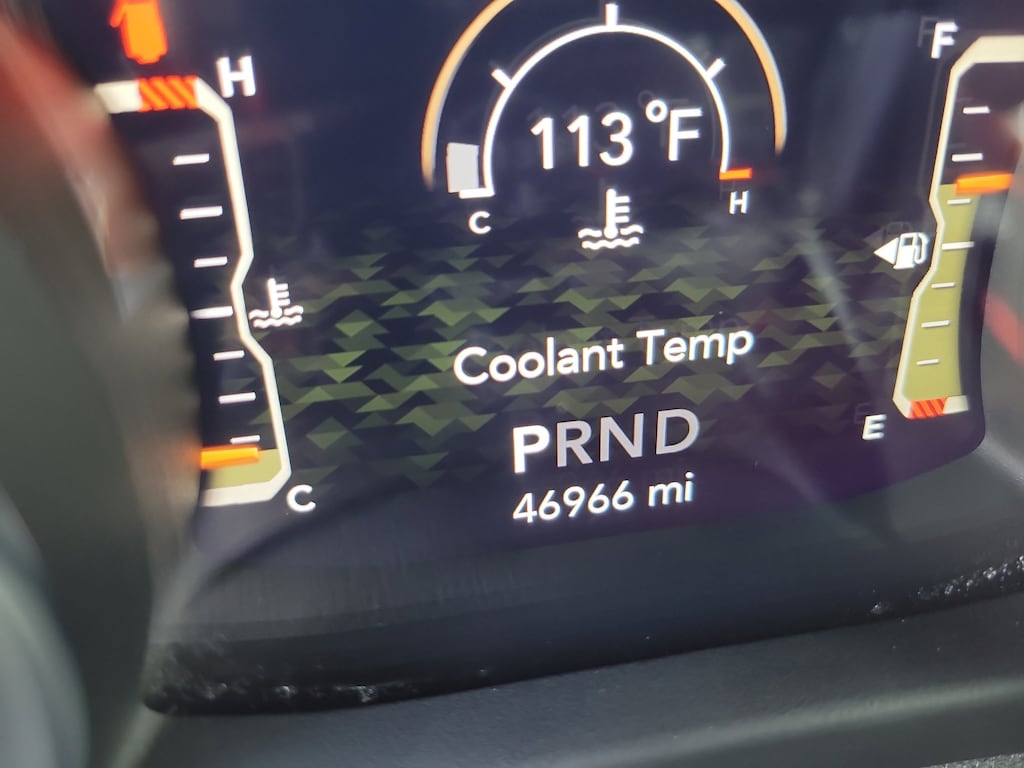 H
F
113 °F
C
H
Coolant Temp
PRND
E
C
46966 mi